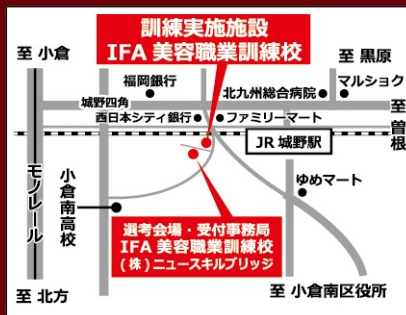 訓練実施施設
IFA 美容職業訓練校
至 小倉
至 黒原
福岡銀行
マルショク
北九州総合病院
城野四角
至 曽根
西日本シティ銀行
ファミリーマート
JR 城野駅
モノレール
小倉南高校
ゆめマート
選考会場・受付事務局
IFA 美容職業訓練校
(株)ニュースキルブリッジ
至 北方
至 小倉南区役所